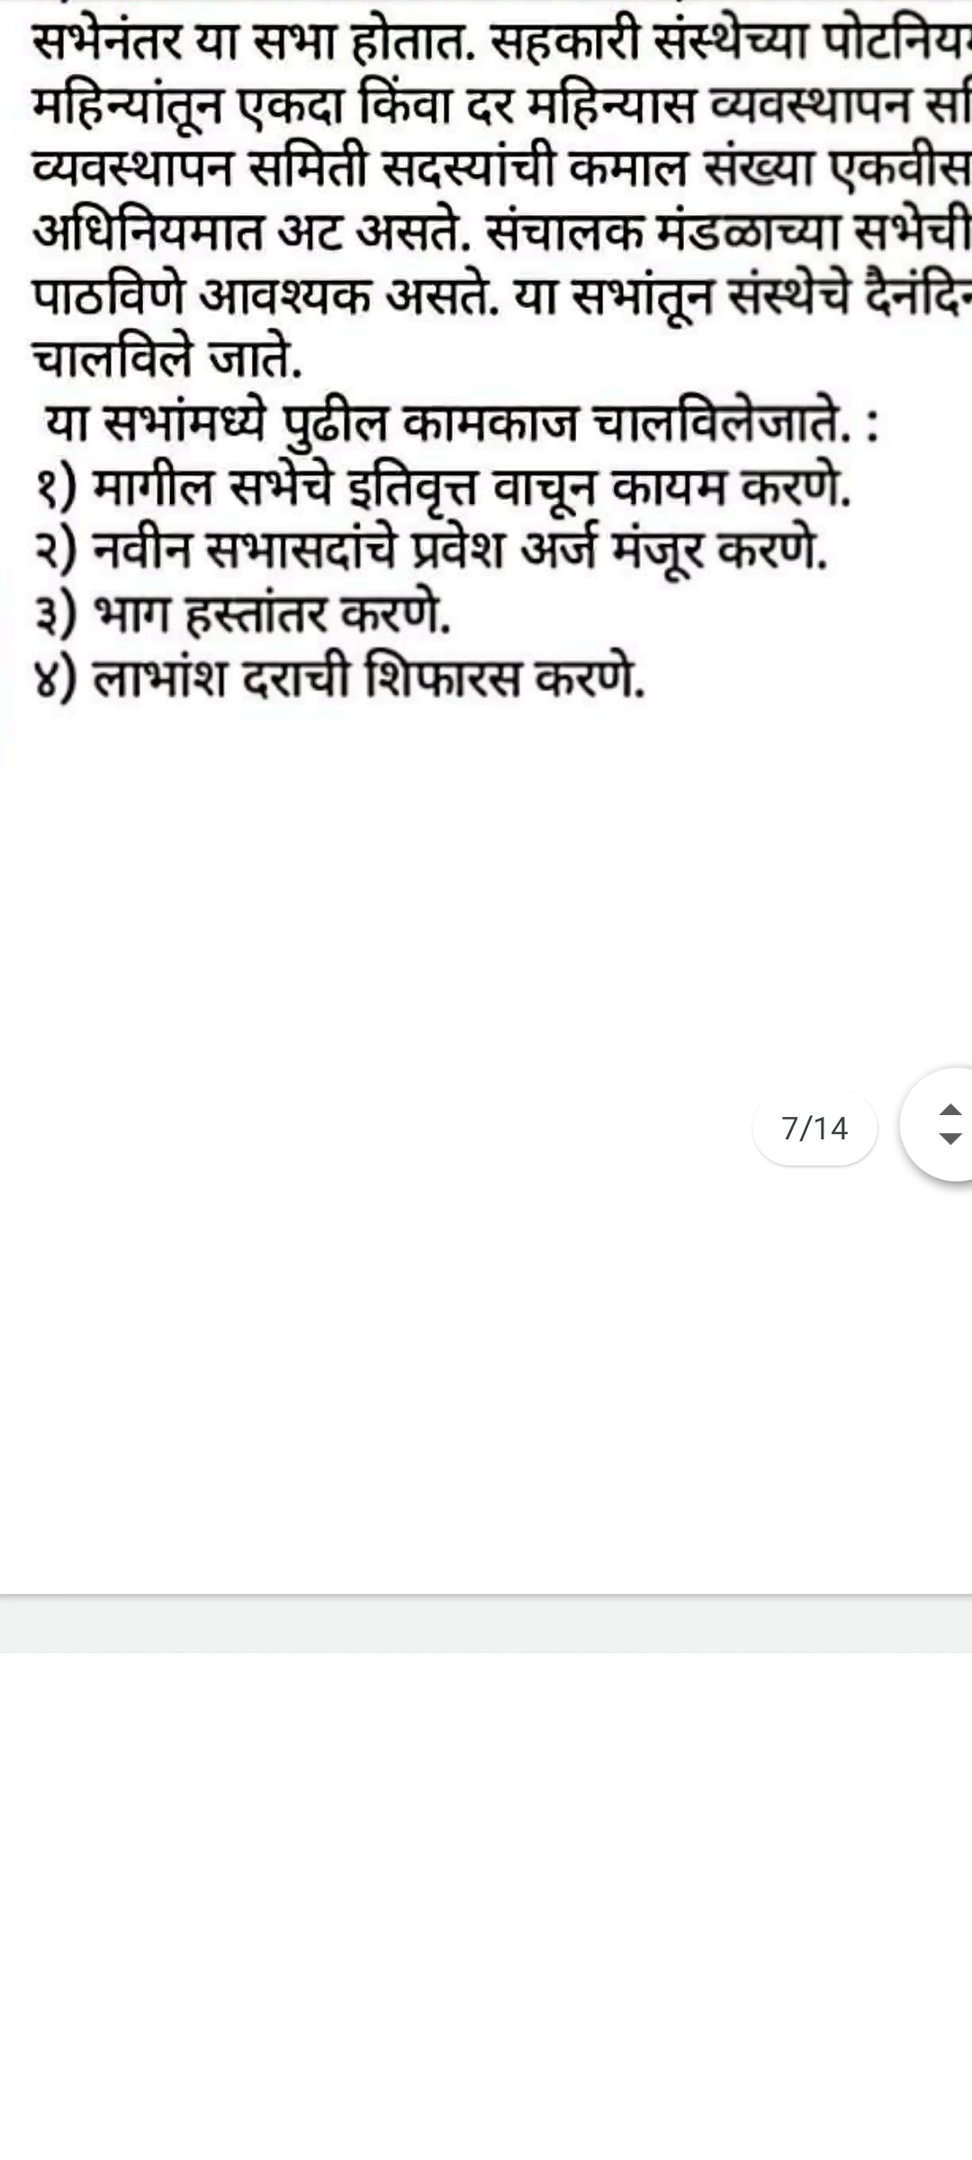 सभेनंतर या सभा होतात. सहकारी संस्थेच्या
महिन्यांतून एकदा किंवा दर महिन्यास व्यवस्थापन
व्यवस्थापन समिती सदस्यांची कमाल संख्या एकवीस
अधिनियमात अट असते. संचालक मंडळाच्या सभेची
पाठविणे आवश्यक असते. या सभांतून संस्थेचे
चालविले जाते.
या सभांमध्ये पुढील कामकाज चालविलेजाते. :
१) मागील सभेचे इतिवृत्त वाचून कायम करणे.
२) नवीन सभासदांचे प्रवेश अर्ज मंजूर करणे.
३) भाग हस्तांतर करणे.
४) लाभांश दराची शिफारस करणे.
7/14